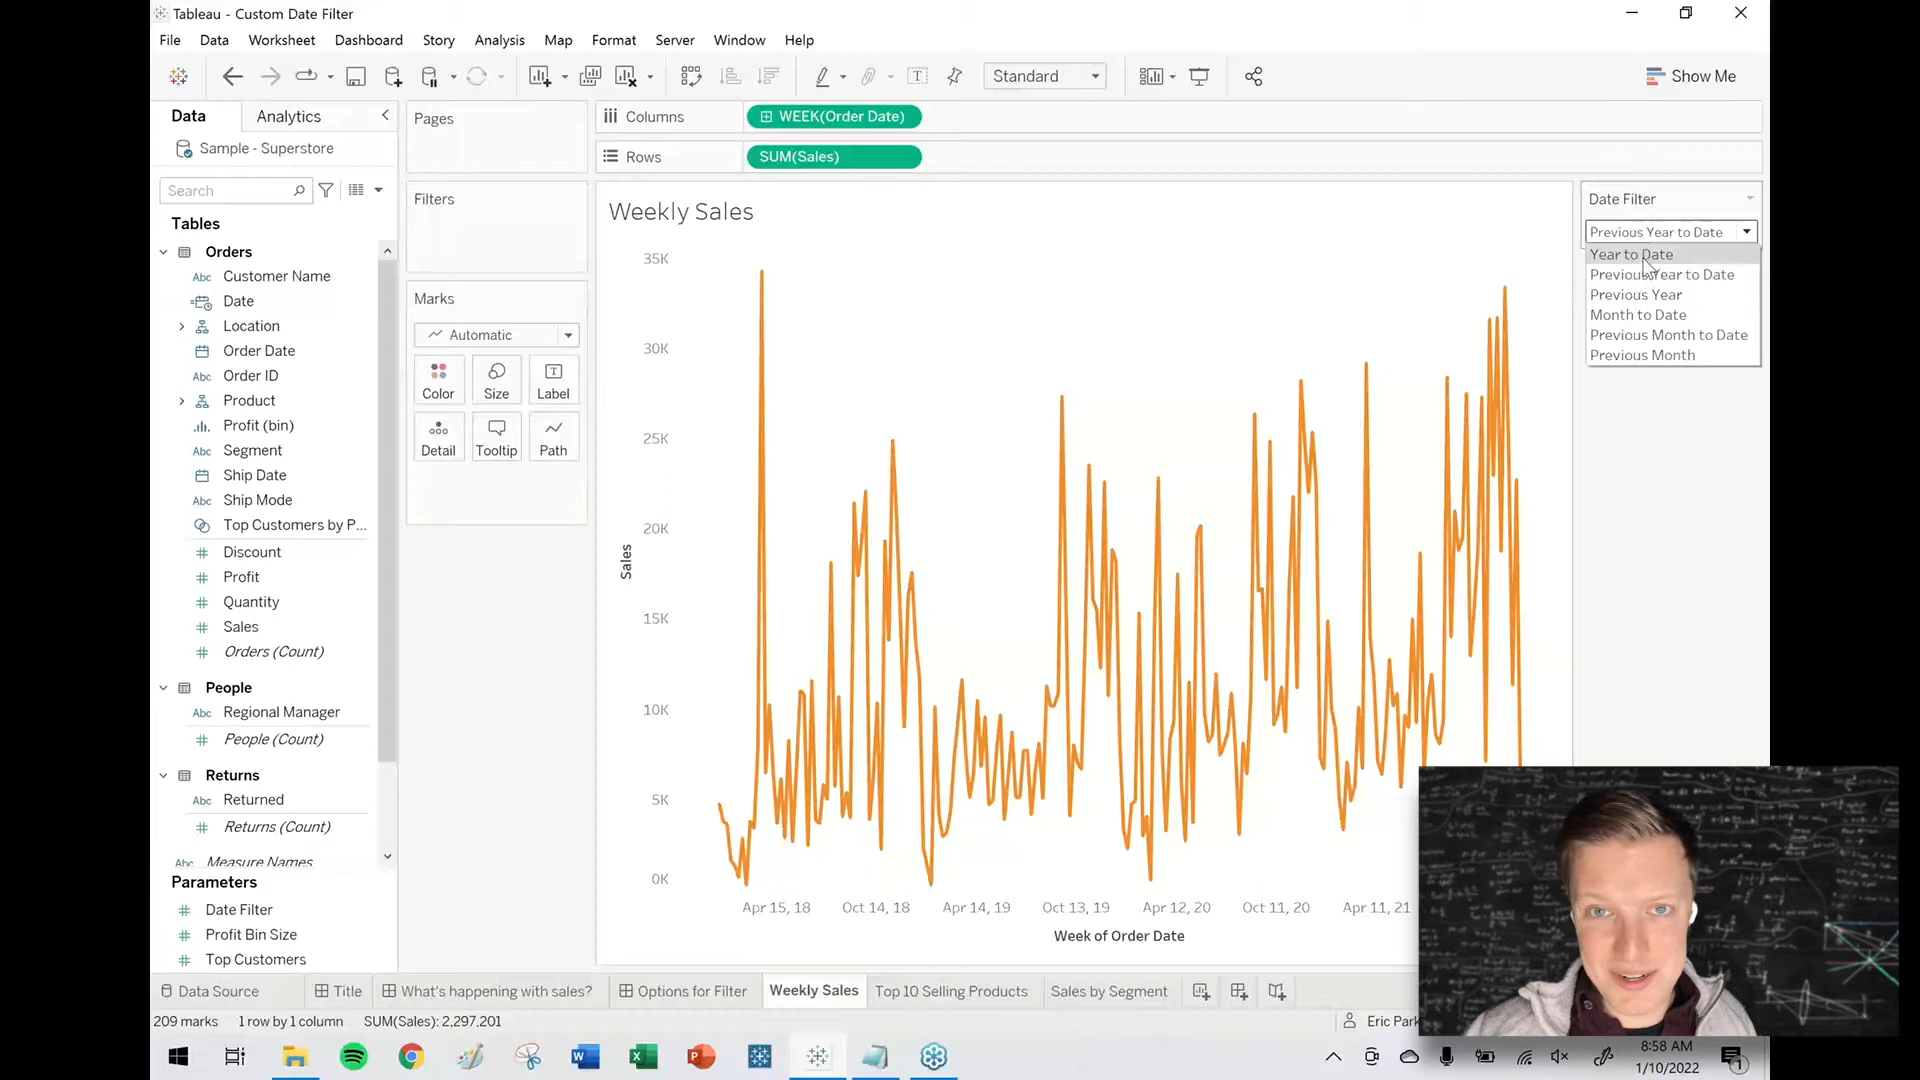 Tableau - Custom Date Filter
File Data Worksheet Dashboard Story Analysis Map Format Server Window Help
Standard
Show Me
Data Analytics
Sample - Superstore
Search
Tables
Orders
Abc Customer Name
Date
Location
Order Date
Abc Order ID
Product
Profit (bin)
Abc Segment
Ship Date
Abc Ship Mode
Top Customers by P...
# Discount
# Profit
# Quantity
# Sales
# Orders (Count)
People
Abc Regional Manager
# People (Count)
Returns
Abc Returned
# Returns (Count)
Abc Measure Names
Parameters
# Date Filter
# Profit Bin Size
# Top Customers
Pages
Filters
Marks
Automatic
Color Size Label
Detail Tooltip Path
Columns WEEK(Order Date)
Rows SUM(Sales)
Weekly Sales
35K
30K
25K
20K
15K
10K
5K
0K
Sales
Apr 15, 18 Oct 14, 18 Apr 14, 19 Oct 13, 19 Apr 12, 20 Oct 11, 20 Apr 11, 21
Week of Order Date
Date Filter
Previous Year to Date
Year to Date
Previous Year to Date
Previous Year
Month to Date
Previous Month to Date
Previous Month
Data Source Title What's happening with sales? Options for Filter Weekly Sales Top 10 Selling Products Sales by Segment
209 marks 1 row by 1 column SUM(Sales): 2,297,201
Eric Park
8:58 AM
1/10/2022
1